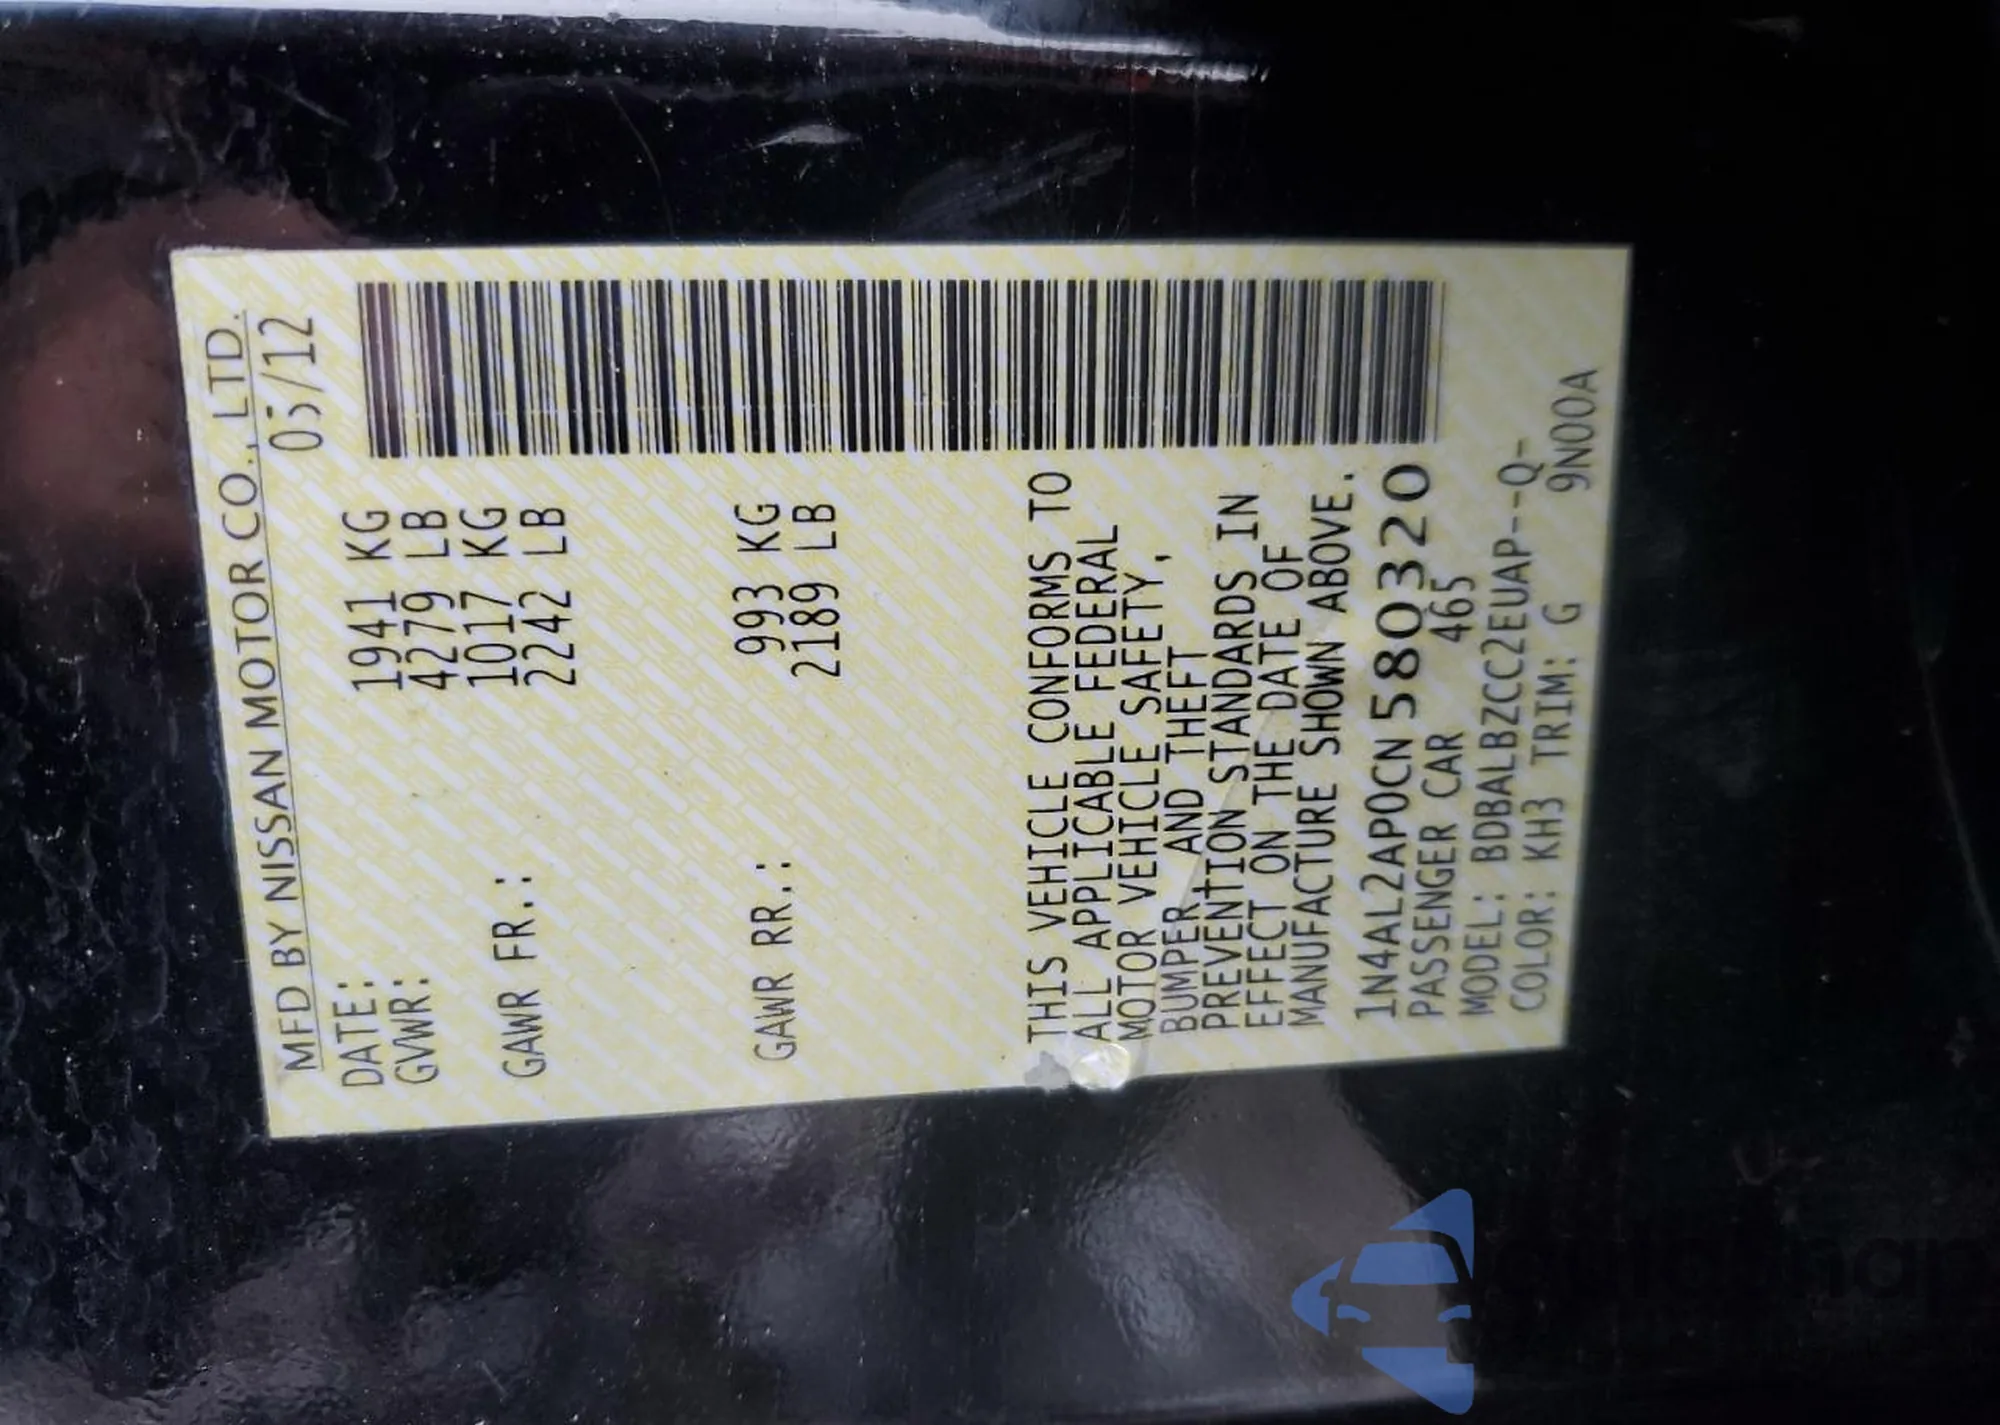 MFD BY NISSAN MOTOR CO., LTD.
DATE: 05/12
GVWR: 1941 KG
4279 LB
GAWR FR.: 1017 KG
2242 LB
GAWR RR.: 993 KG
2189 LB
THIS VEHICLE CONFORMS TO
ALL APPLICABLE FEDERAL
MOTOR VEHICLE SAFETY,
BUMPER, AND THEFT
PREVENTION STANDARDS IN
EFFECT ON THE DATE OF
MANUFACTURE SHOWN ABOVE.
1N4AL2AP0CN580320
PASSENGER CAR 465
MODEL: BDBALBZCC2EUAP--Q-
COLOR: KH3 TRIM: G 9N00A